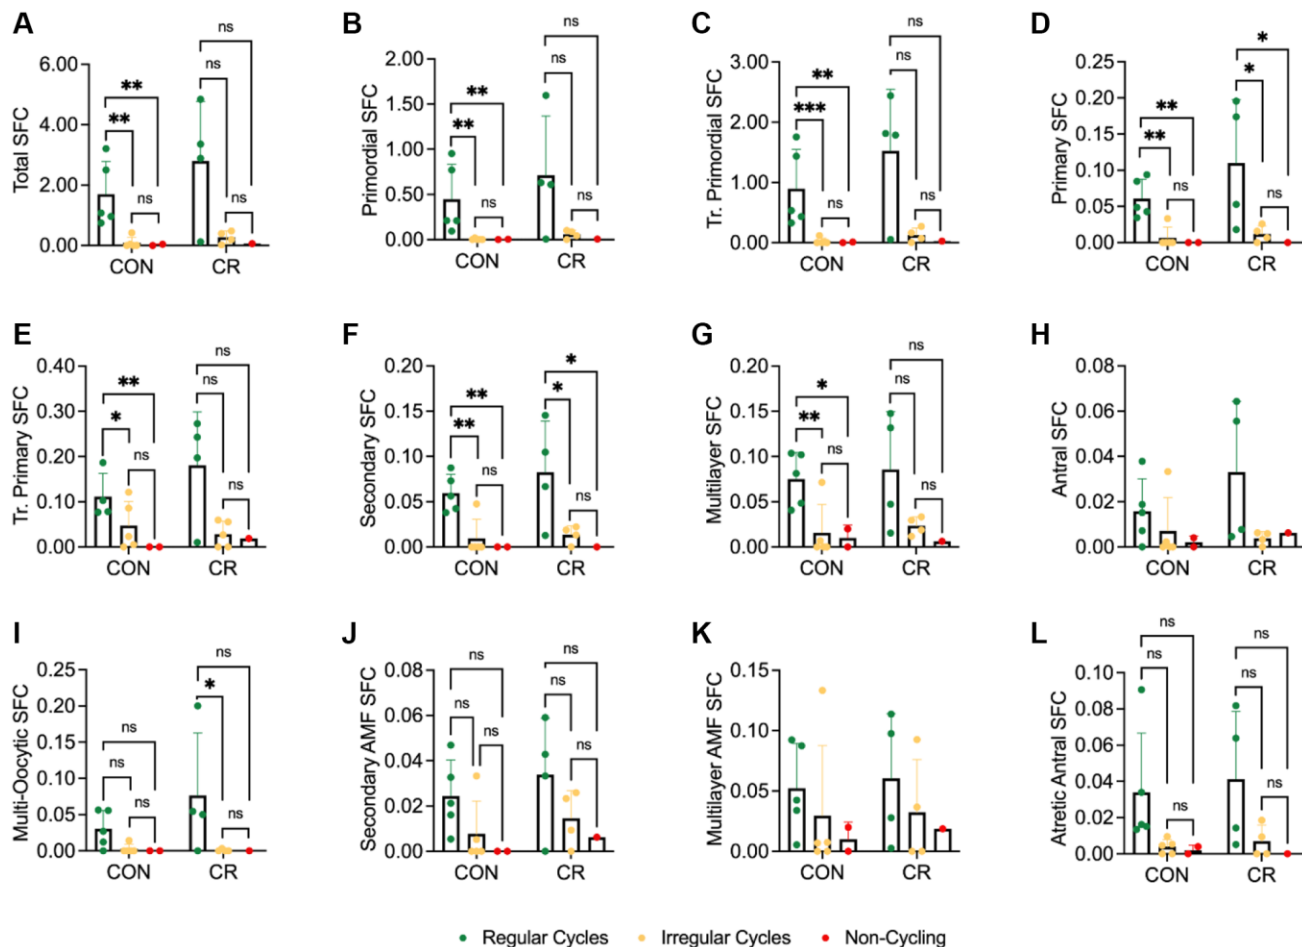 A
Total SFC
6.00
4.00
2.00
0.00
**
**
ns
ns
ns
ns
CON
CR
B
Primordial SFC
2.00
1.50
1.00
0.50
0.00
**
**
ns
ns
ns
ns
CON
CR
C
Tr. Primordial SFC
3.00
2.00
1.00
0.00
**
***
ns
ns
ns
ns
CON
CR
D
Primary SFC
0.25
0.20
0.15
0.10
0.05
0.00
**
**
ns
*
*
ns
CON
CR
E
Tr. Primary SFC
0.40
0.30
0.20
0.10
0.00
**
*
ns
ns
ns
ns
CON
CR
F
Secondary SFC
0.20
0.15
0.10
0.05
0.00
**
**
ns
*
*
ns
CON
CR
G
Multilayer SFC
0.20
0.15
0.10
0.05
0.00
*
**
ns
ns
ns
ns
CON
CR
H
Antral SFC
0.08
0.06
0.04
0.02
0.00
CON
CR
I
Multi-Oocytic SFC
0.25
0.20
0.15
0.10
0.05
0.00
ns
ns
ns
ns
*
ns
CON
CR
J
Secondary AMF SFC
0.08
0.06
0.04
0.02
0.00
ns
ns
ns
ns
ns
ns
CON
CR
K
Multilayer AMF SFC
0.15
0.10
0.05
0.00
CON
CR
L
Atretic Antral SFC
0.10
0.08
0.06
0.04
0.02
0.00
ns
ns
ns
ns
ns
ns
CON
CR
Regular Cycles
Irregular Cycles
Non-Cycling